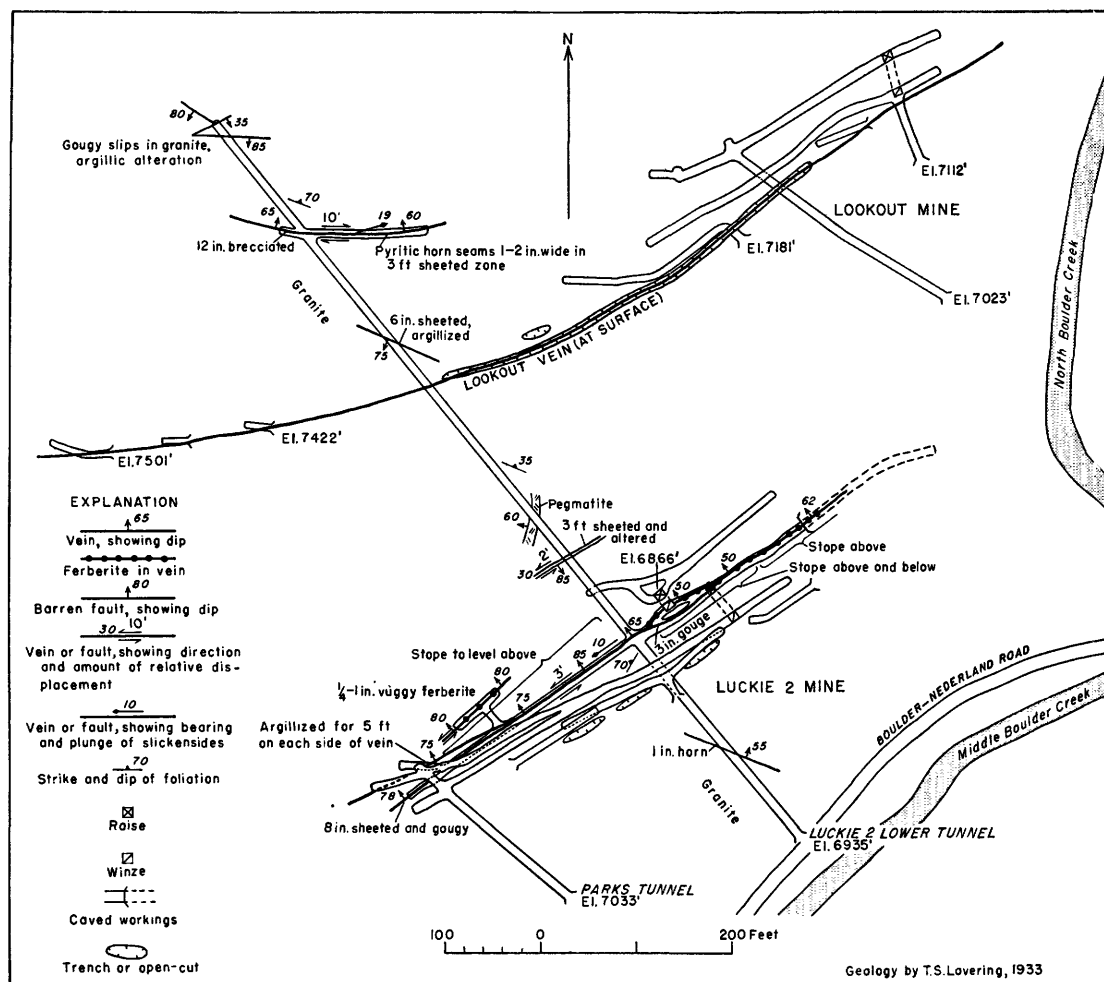 N
80
35
85
Gougy slips in granite,
argillic alteration
70
65
10'
19
60
12 in. brecciated
Pyritic horn seams 1-2 in. wide in
3 ft sheeted zone
Granite
6 in. sheeted,
argillized
75
LOOKOUT VEIN (AT SURFACE)
El. 7112'
LOOKOUT MINE
El. 7181'
El. 7023'
North Boulder Creek
El. 7422'
El. 7501'
35
Pegmatite
60
2'
3 ft sheeted and
altered
30
85
El. 6866'
62
Stope above
50
Stope above and below
50
65
3 in. gouge
10
85
70
3'
Stope to level above
80
75
1/4-1 in. vuggy ferberite
80
Argillized for 5 ft
on each side of vein
75
78
8 in. sheeted and gougy
LUCKIE 2 MINE
1 in. horn
55
Granite
BOULDER-NEDERLAND ROAD
Middle Boulder Creek
LUCKIE 2 LOWER TUNNEL
El. 6935'
PARKS TUNNEL
El. 7033'
EXPLANATION
65
Vein, showing dip
Ferberite in vein
80
Barren fault, showing dip
30
10'
Vein or fault, showing direction
and amount of relative dis-
placement
10
Vein or fault, showing bearing
and plunge of slickensides
70
Strike and dip of foliation
Raise
Winze
Caved workings
Trench or open-cut
100 0 200 Feet
Geology by T.S. Lovering, 1933